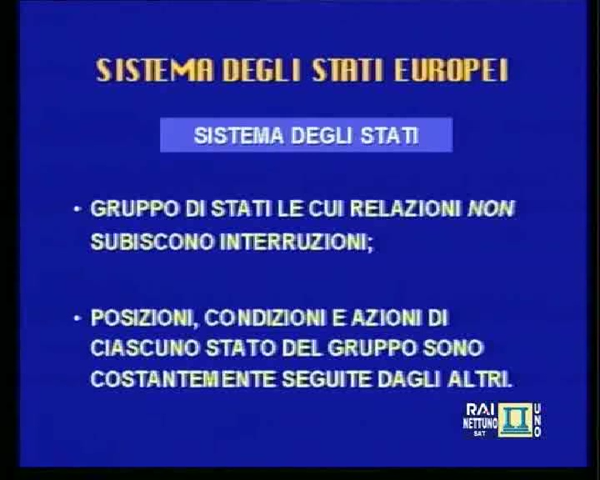 SISTEMA DEGLI STATI EUROPEI
SISTEMA DEGLI STATI
• GRUPPO DI STATI LE CUI RELAZIONI NON
SUBISCONO INTERRUZIONI;
• POSIZIONI, CONDIZIONI E AZIONI DI
CIASCUNO STATO DEL GRUPPO SONO
COSTANTEMENTE SEGUITE DAGLI ALTRI.
RAI
NETTUNO
SAT
UNO